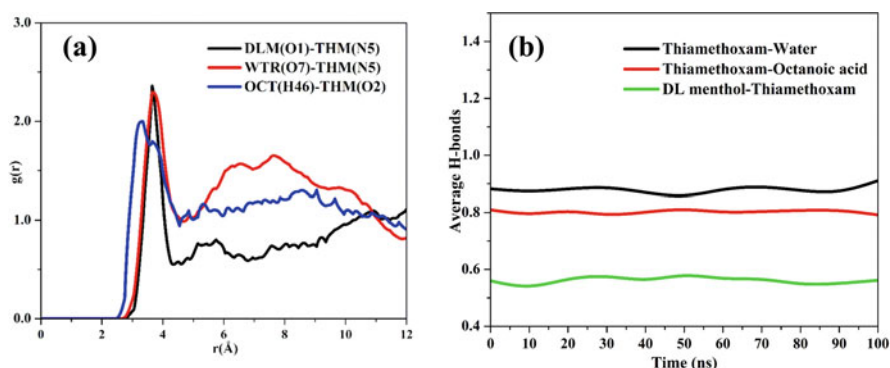 (a)
DLM(O1)-THM(N5)
WTR(O7)-THM(N5)
OCT(H46)-THM(O2)
g(r)
3.0
2.0
1.0
0.0
0 2 4 6 8 10 12
r(Å)
(b)
Thiamethoxam-Water
Thiamethoxam-Octanoic acid
DL menthol-Thiamethoxam
Average H-bonds
1.4
1.2
1.0
0.8
0.6
0.4
0 10 20 30 40 50 60 70 80 90 100
Time (ns)